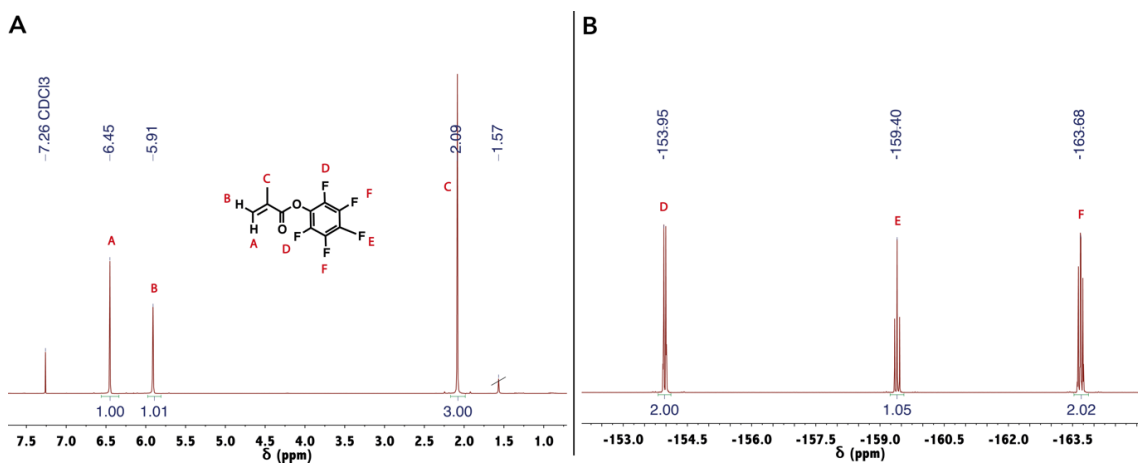 A
7.26 CDCl3
6.45
5.91
2.09
1.57
C
B
H
H
A
O
O
D
F
F
F
F
F
D
F
E
F
A
B
C
1.00
1.01
3.00
7.5 7.0 6.5 6.0 5.5 5.0 4.5 4.0 3.5 3.0 2.5 2.0 1.5 1.0
δ (ppm)
B
-153.95
-159.40
-163.68
D
E
F
2.00
1.05
2.02
-153.0 -154.5 -156.0 -157.5 -159.0 -160.5 -162.0 -163.5
δ (ppm)